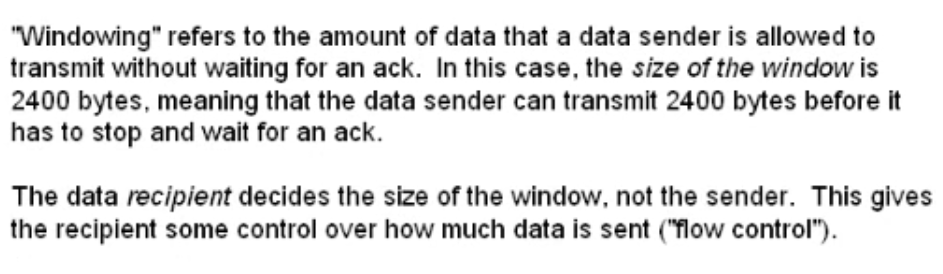 "Windowing" refers to the amount of data that a data sender is allowed to
transmit without waiting for an ack.  In this case, the size of the window is
2400 bytes, meaning that the data sender can transmit 2400 bytes before it
has to stop and wait for an ack.
The data recipient decides the size of the window, not the sender.  This gives
the recipient some control over how much data is sent ("flow control").